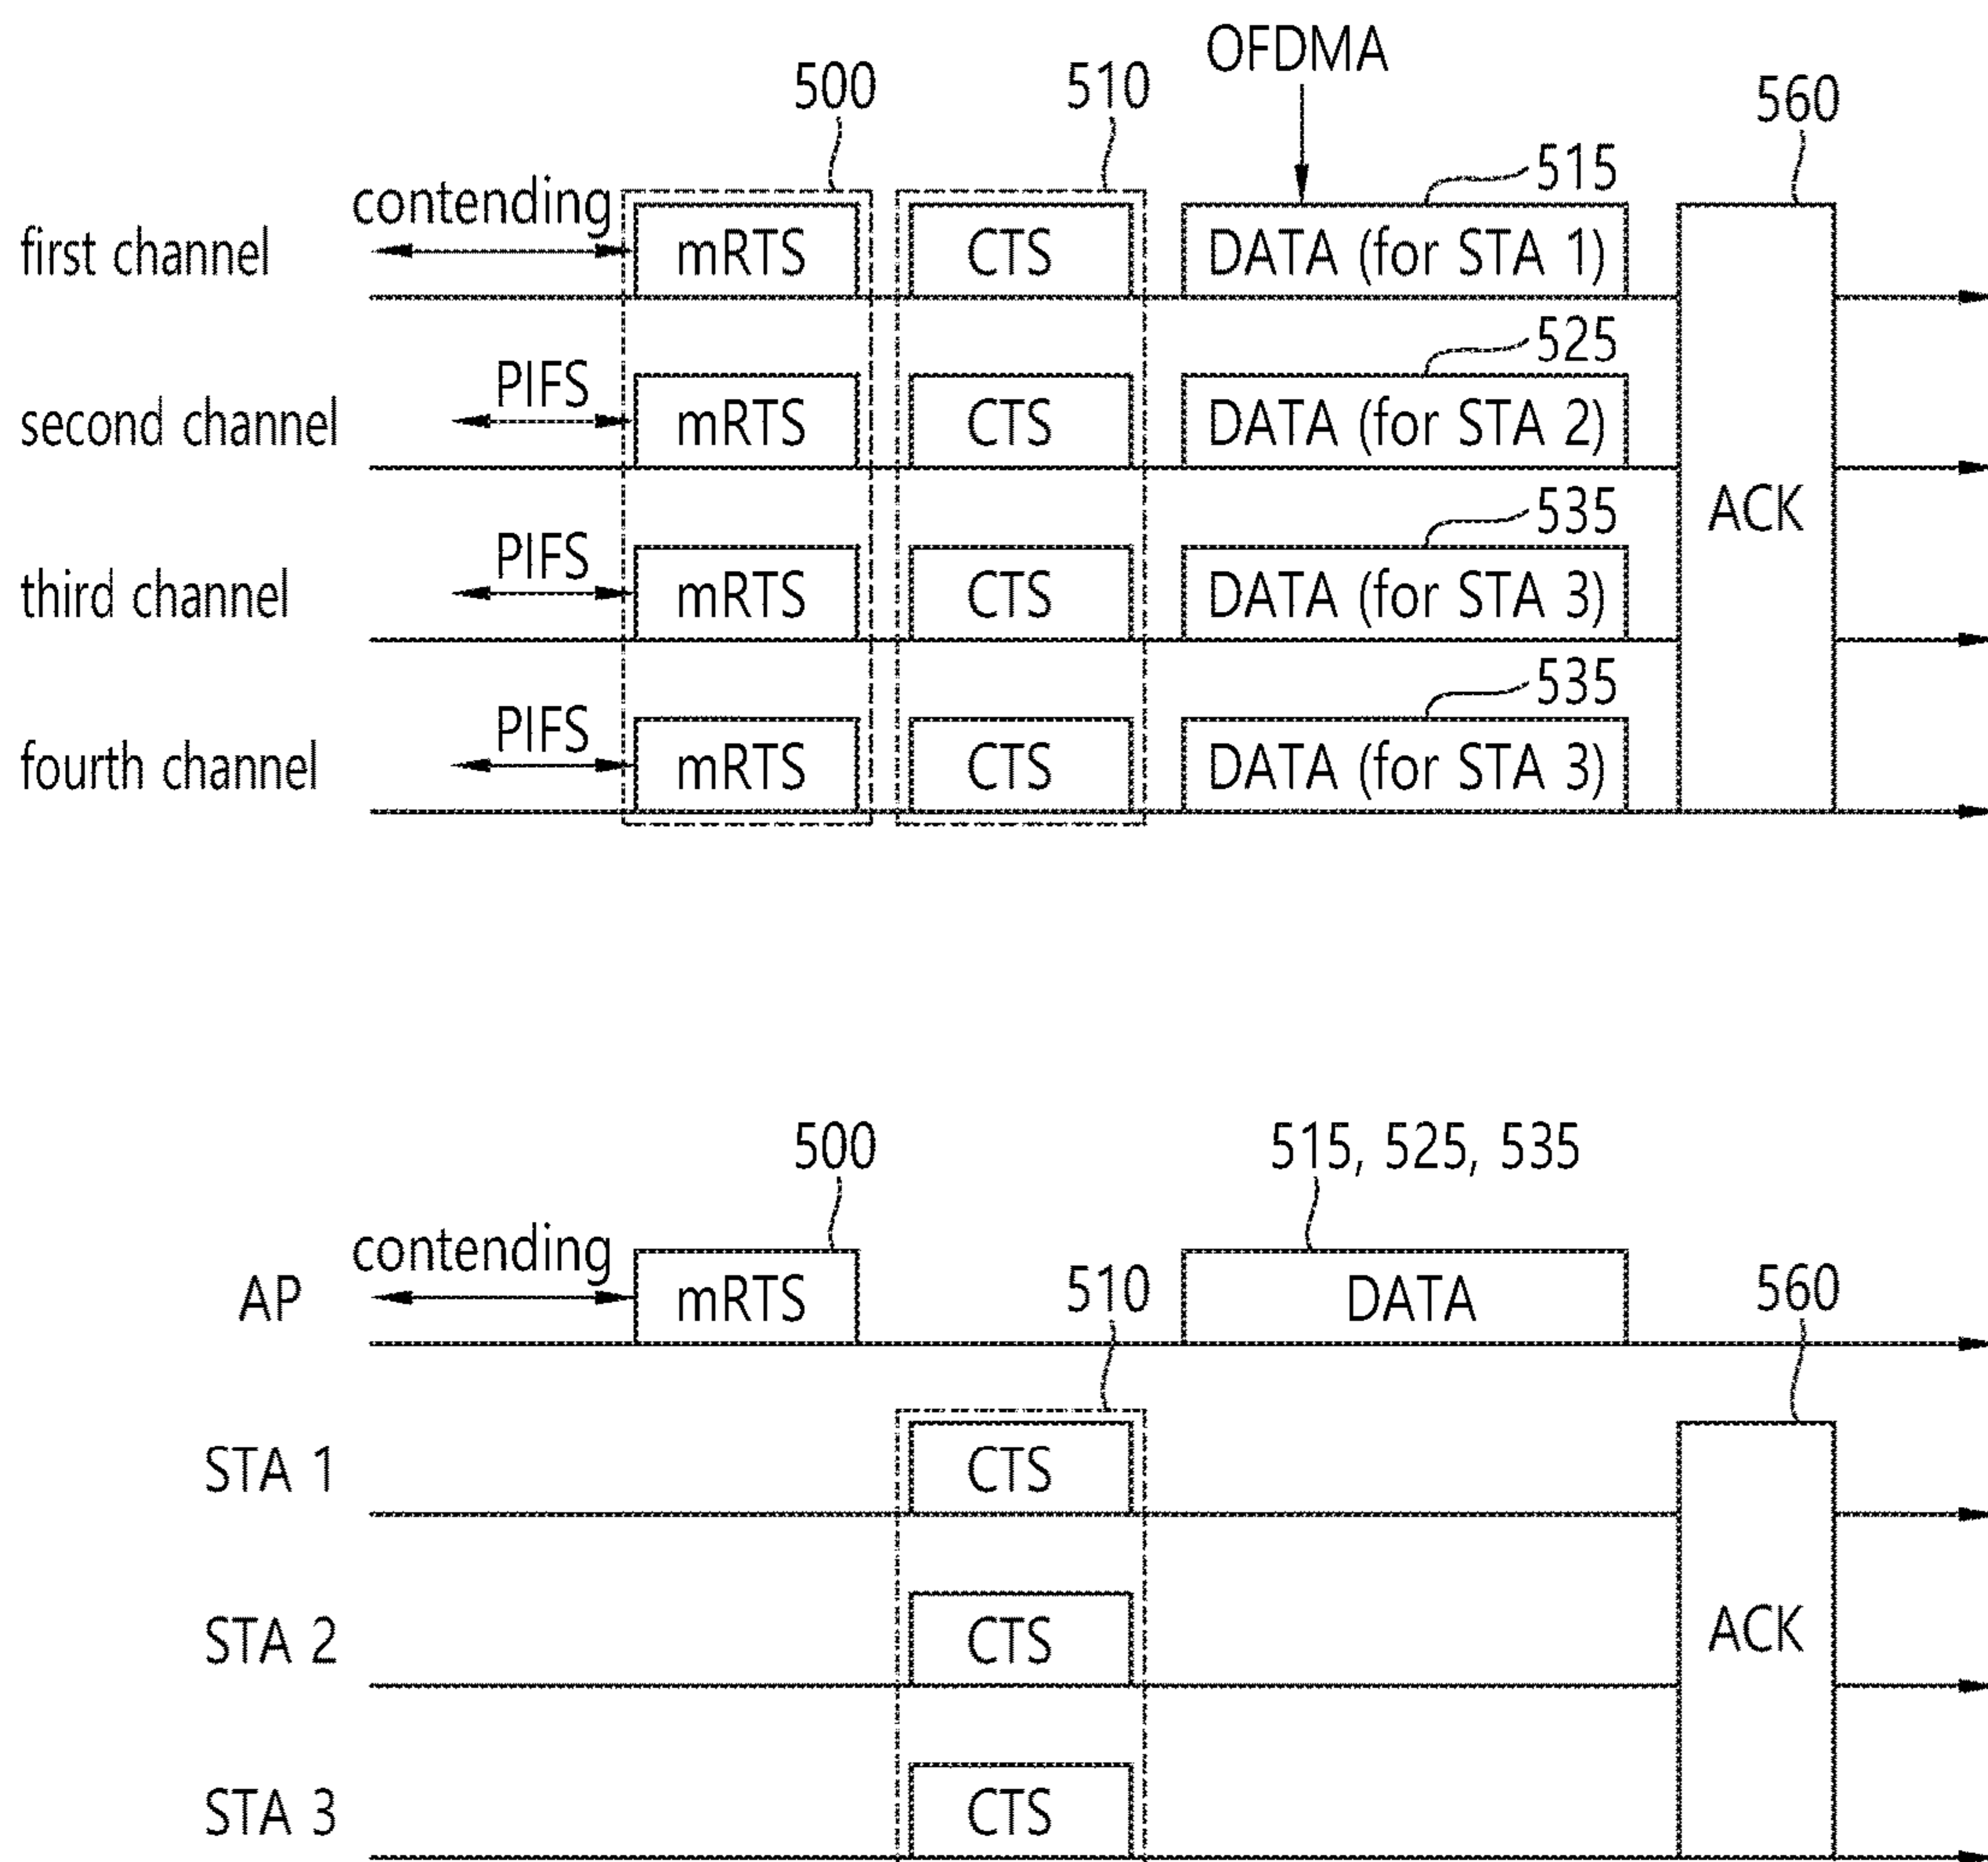 OFDMA
500
510
560
515
contending
first channel
mRTS
CTS
DATA (for STA 1)
525
PIFS
second channel
mRTS
CTS
DATA (for STA 2)
ACK
535
PIFS
third channel
mRTS
CTS
DATA (for STA 3)
535
PIFS
fourth channel
mRTS
CTS
DATA (for STA 3)
500
515, 525, 535
contending
510
560
AP
mRTS
DATA
STA 1
CTS
STA 2
CTS
ACK
STA 3
CTS